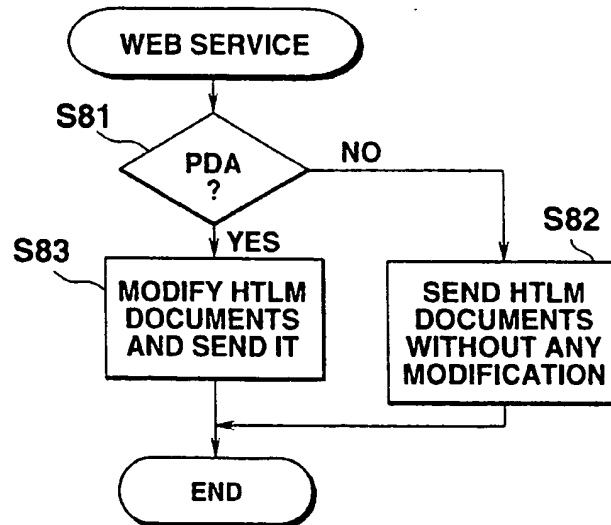 WEB SERVICE
S81
PDA
?
NO
YES
S82
S83
MODIFY HTLM
DOCUMENTS
AND SEND IT
SEND HTLM
DOCUMENTS
WITHOUT ANY
MODIFICATION
END